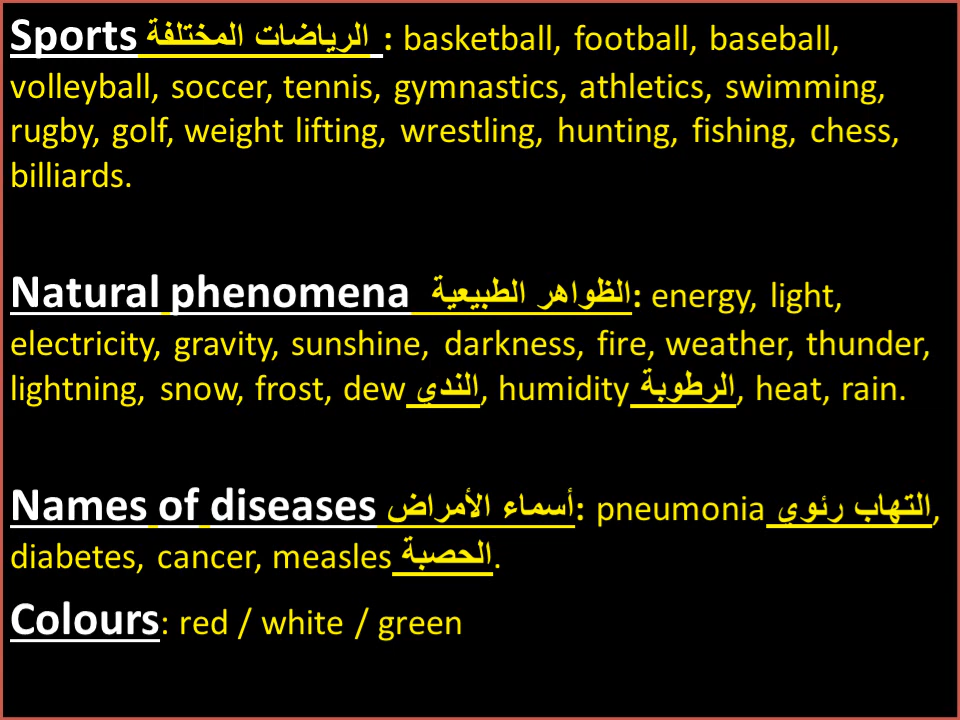 Sports الرياضات المختلفة : basketball, football, baseball,
volleyball, soccer, tennis, gymnastics, athletics, swimming,
rugby, golf, weight lifting, wrestling, hunting, fishing, chess,
billiards.
Natural phenomena الظواهر الطبيعية: energy, light,
electricity, gravity, sunshine, darkness, fire, weather, thunder,
lightning, snow, frost, dew الندي, humidity الرطوبة, heat, rain.
Names of diseases أسماء الأمراض: pneumonia التهاب رئوي,
diabetes, cancer, measles الحصبة.
Colours: red / white / green